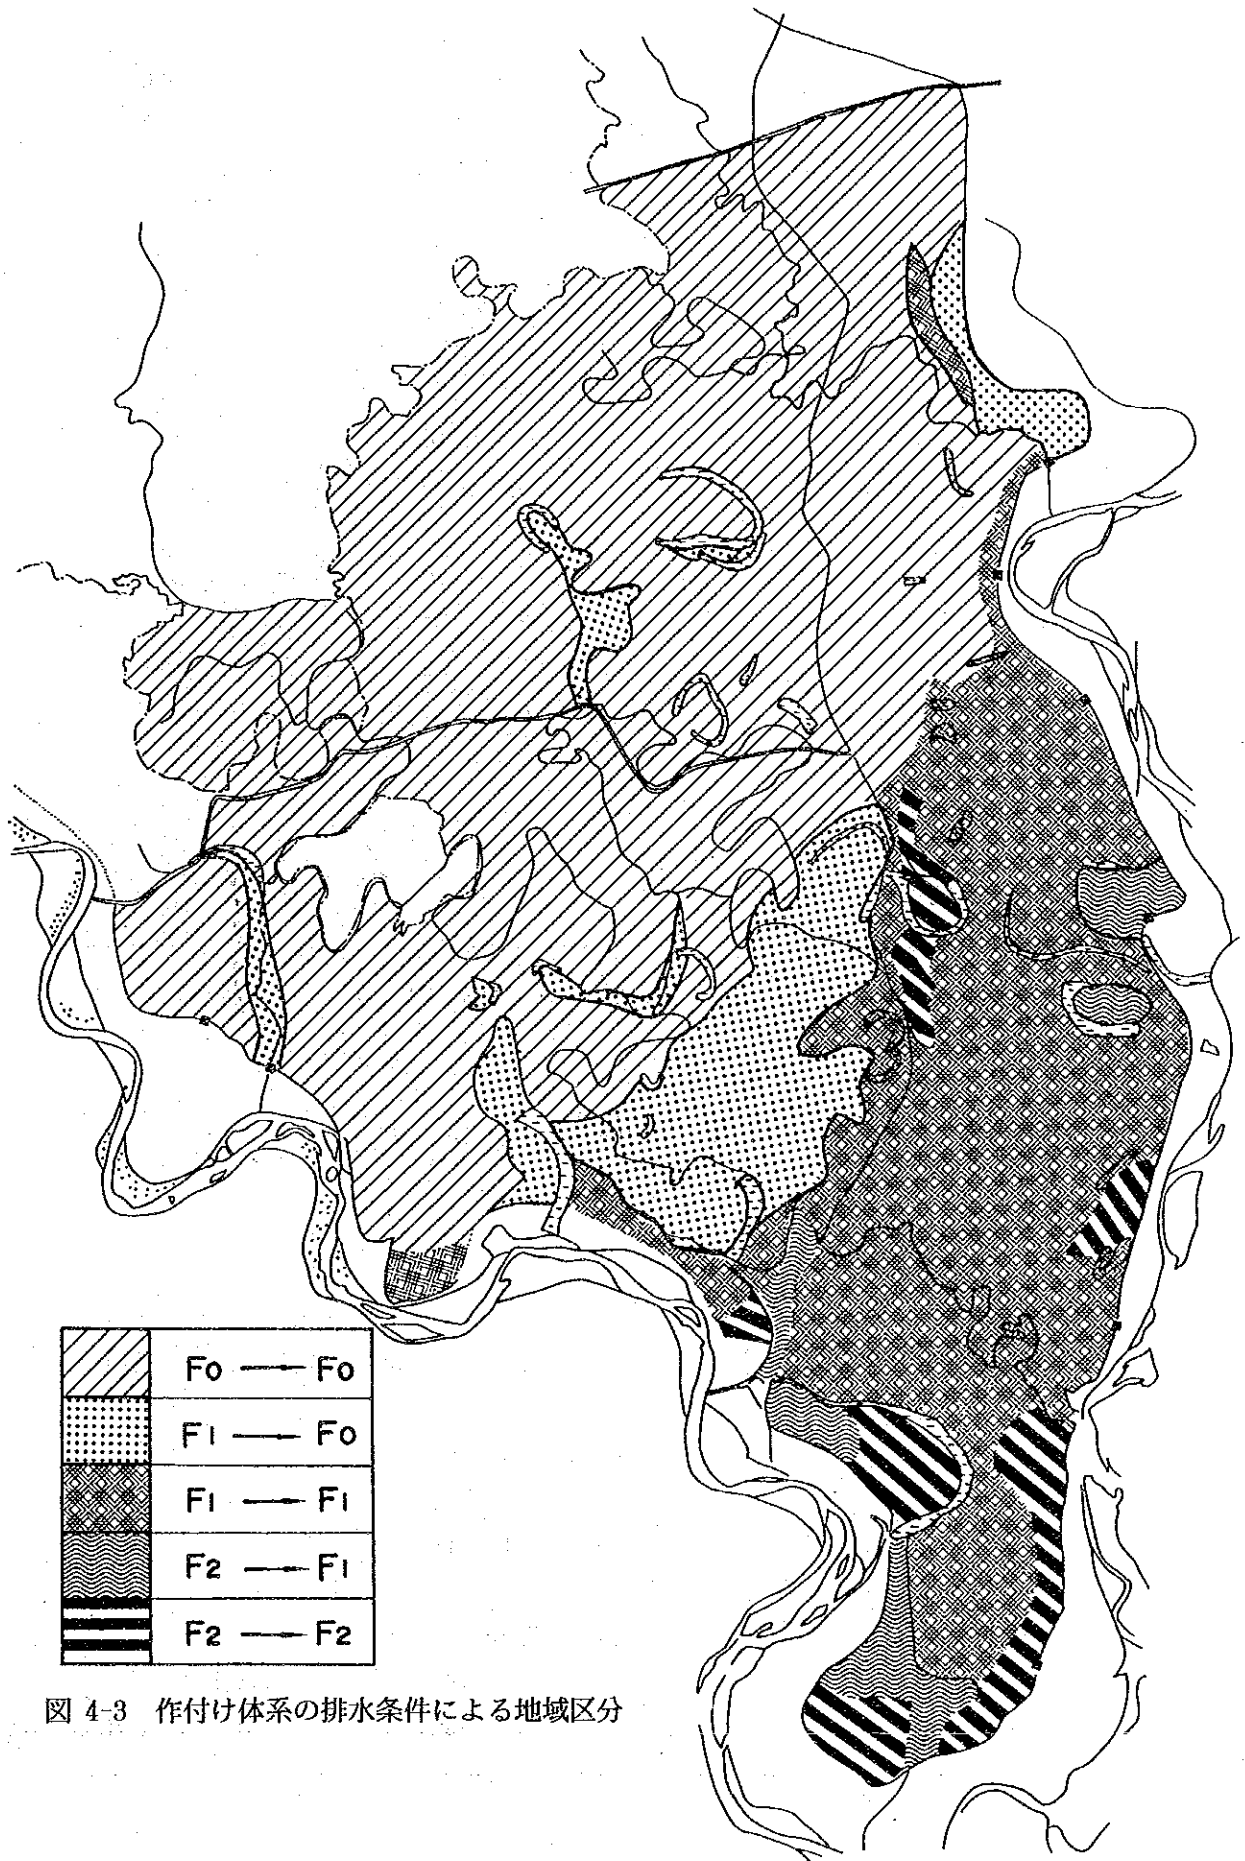 F0 → F0
F1 → F0
F1 → F1
F2 → F1
F2 → F2
図 4-3 作付け体系の排水条件による地域区分